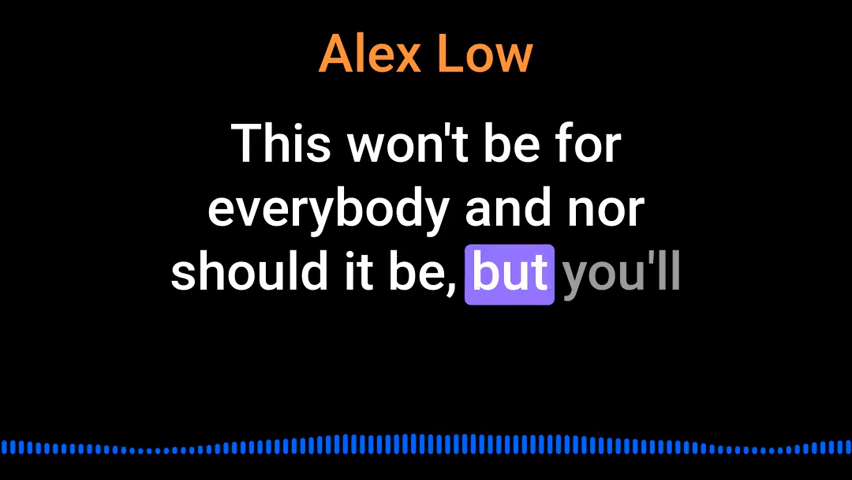 Alex Low
This won't be for
everybody and nor
should it be, but you'll